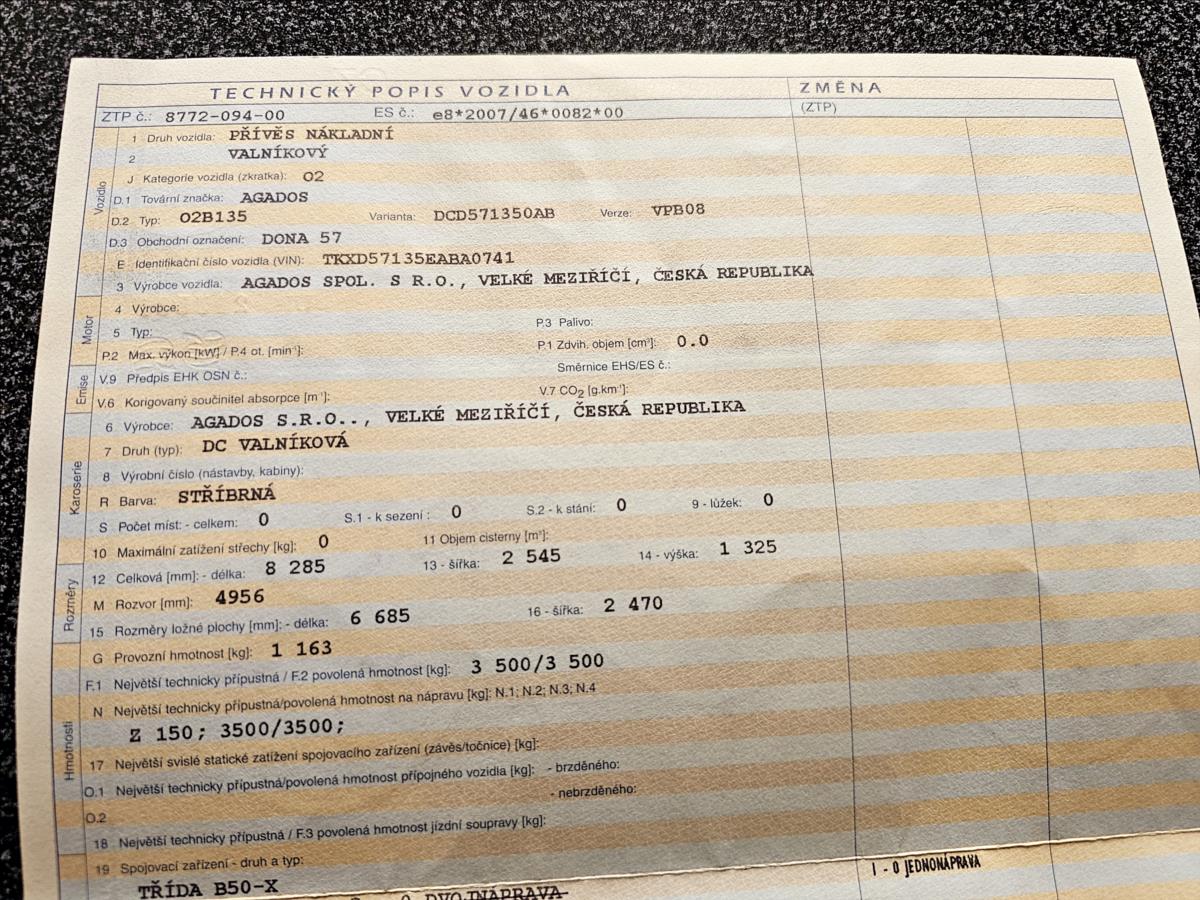 TECHNICKÝ POPIS VOZIDLA ZMĚNA
ZTP č.: 8772-094-00 ES č.: e8*2007/46*0082*00 (ZTP)
Vozidlo
1 Druh vozidla: PŘÍVĚS NÁKLADNÍ
2 VALNÍKOVÝ
J Kategorie vozidla (zkratka): O2
D.1 Tovární značka: AGADOS
D.2 Typ: O2B135 Varianta: DCD571350AB Verze: VPB08
D.3 Obchodní označení: DONA 57
E Identifikační číslo vozidla (VIN): TKXD57135EABA0741
3 Výrobce vozidla: AGADOS SPOL. S R.O., VELKÉ MEZIŘÍČÍ, ČESKÁ REPUBLIKA
Motor
4 Výrobce:
5 Typ: P.3 Palivo:
P.2 Max. výkon [kW] / P.4 ot. [min⁻¹]: P.1 Zdvih. objem [cm³]: 0.0
Emise
V.9 Předpis EHK OSN č.: Směrnice EHS/ES č.:
V.6 Korigovaný součinitel absorpce [m⁻¹]: V.7 CO₂ [g.km⁻¹]:
Karoserie
6 Výrobce: AGADOS S.R.O.., VELKÉ MEZIŘÍČÍ, ČESKÁ REPUBLIKA
7 Druh (typ): DC VALNÍKOVÁ
8 Výrobní číslo (nástavby, kabiny):
R Barva: STŘÍBRNÁ
S Počet míst: - celkem: 0 S.1 - k sezení : 0 S.2 - k stání: 0 9 - lůžek: 0
10 Maximální zatížení střechy [kg]: 0 11 Objem cisterny [m³]:
Rozměry
12 Celková [mm]: - délka: 8 285 13 - šířka: 2 545 14 - výška: 1 325
M Rozvor [mm]: 4956
15 Rozměry ložné plochy [mm]: - délka: 6 685 16 - šířka: 2 470
Hmotnosti
G Provozní hmotnost [kg]: 1 163
F.1 Největší technicky přípustná / F.2 povolená hmotnost [kg]: 3 500/3 500
N Největší technicky přípustná/povolená hmotnost na nápravu [kg]: N.1; N.2; N.3; N.4
Z 150; 3500/3500;
17 Největší svislé statické zatížení spojovacího zařízení (závěs/točnice) [kg]:
O.1 Největší technicky přípustná/povolená hmotnost přípojného vozidla [kg]: - brzděného:
O.2 - nebrzděného:
18 Největší technicky přípustná / F.3 povolená hmotnost jízdní soupravy [kg]:
19 Spojovací zařízení - druh a typ:
TŘÍDA B50-X
0 DVOJNÁPRAVA
1 - 0 JEDNONÁPRAVA